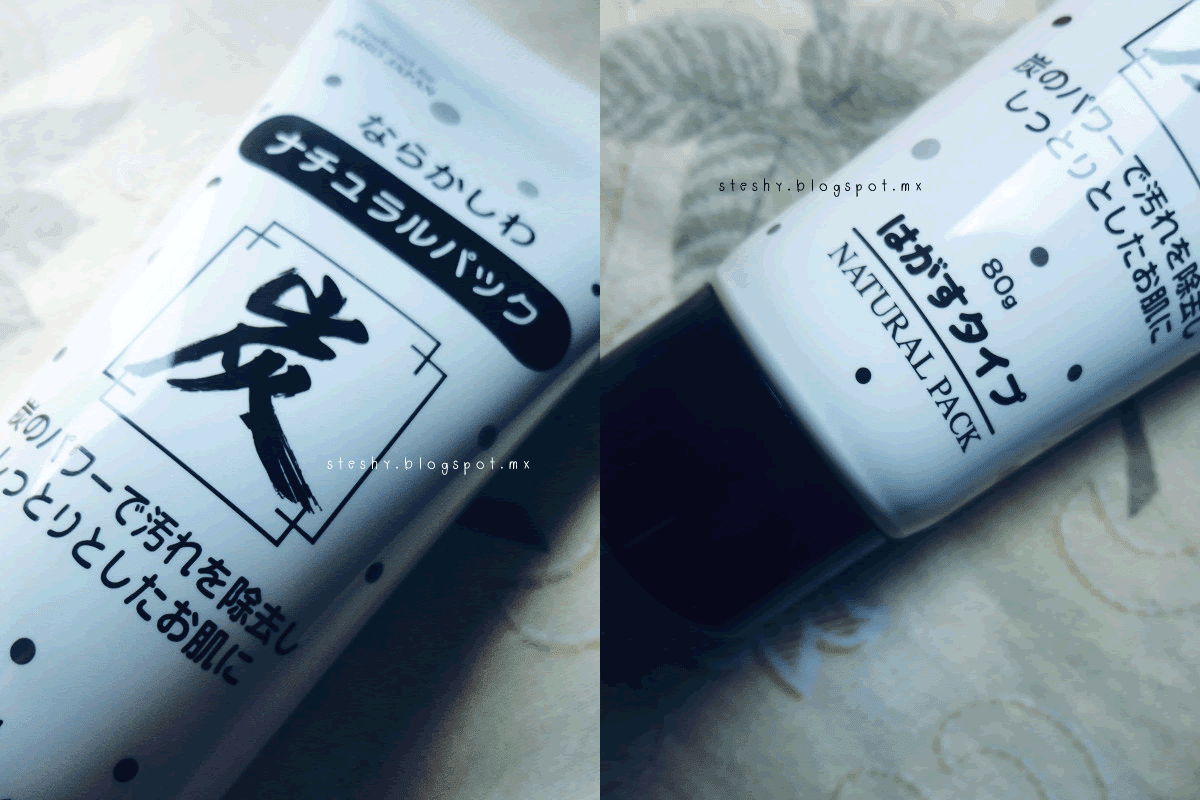 DAISO JAPAN
ならかしわ
ナチュラルパック
炭
炭のパワーで汚れを除去し
しっとりとしたお肌に
steshy.blogspot.mx
炭のパワーで汚れを除去し
しっとりとしたお肌に
steshy.blogspot.mx
80g
はがすタイプ
NATURAL PACK